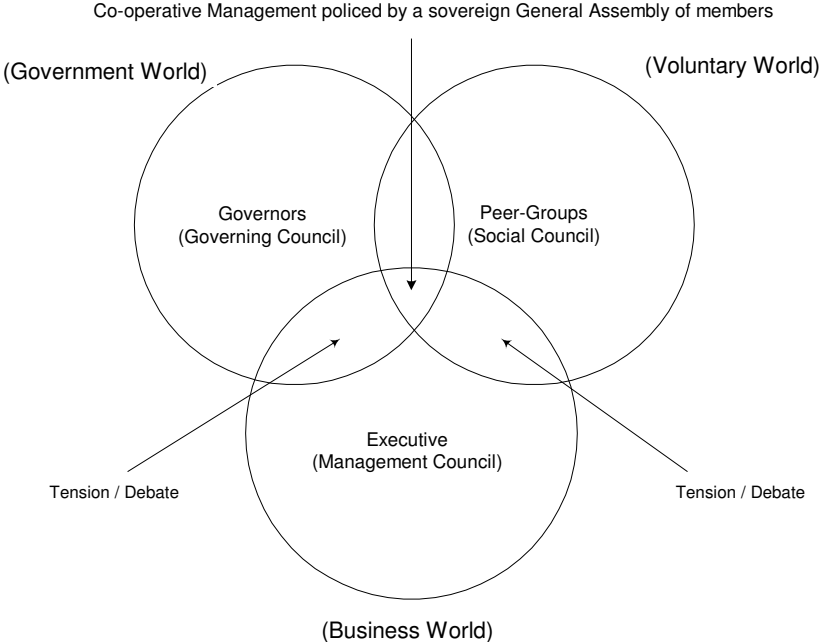 Co-operative Management policed by a sovereign General Assembly of members
(Government World)
(Voluntary World)
Governors
(Governing Council)
Peer-Groups
(Social Council)
Executive
(Management Council)
Tension / Debate
Tension / Debate
(Business World)